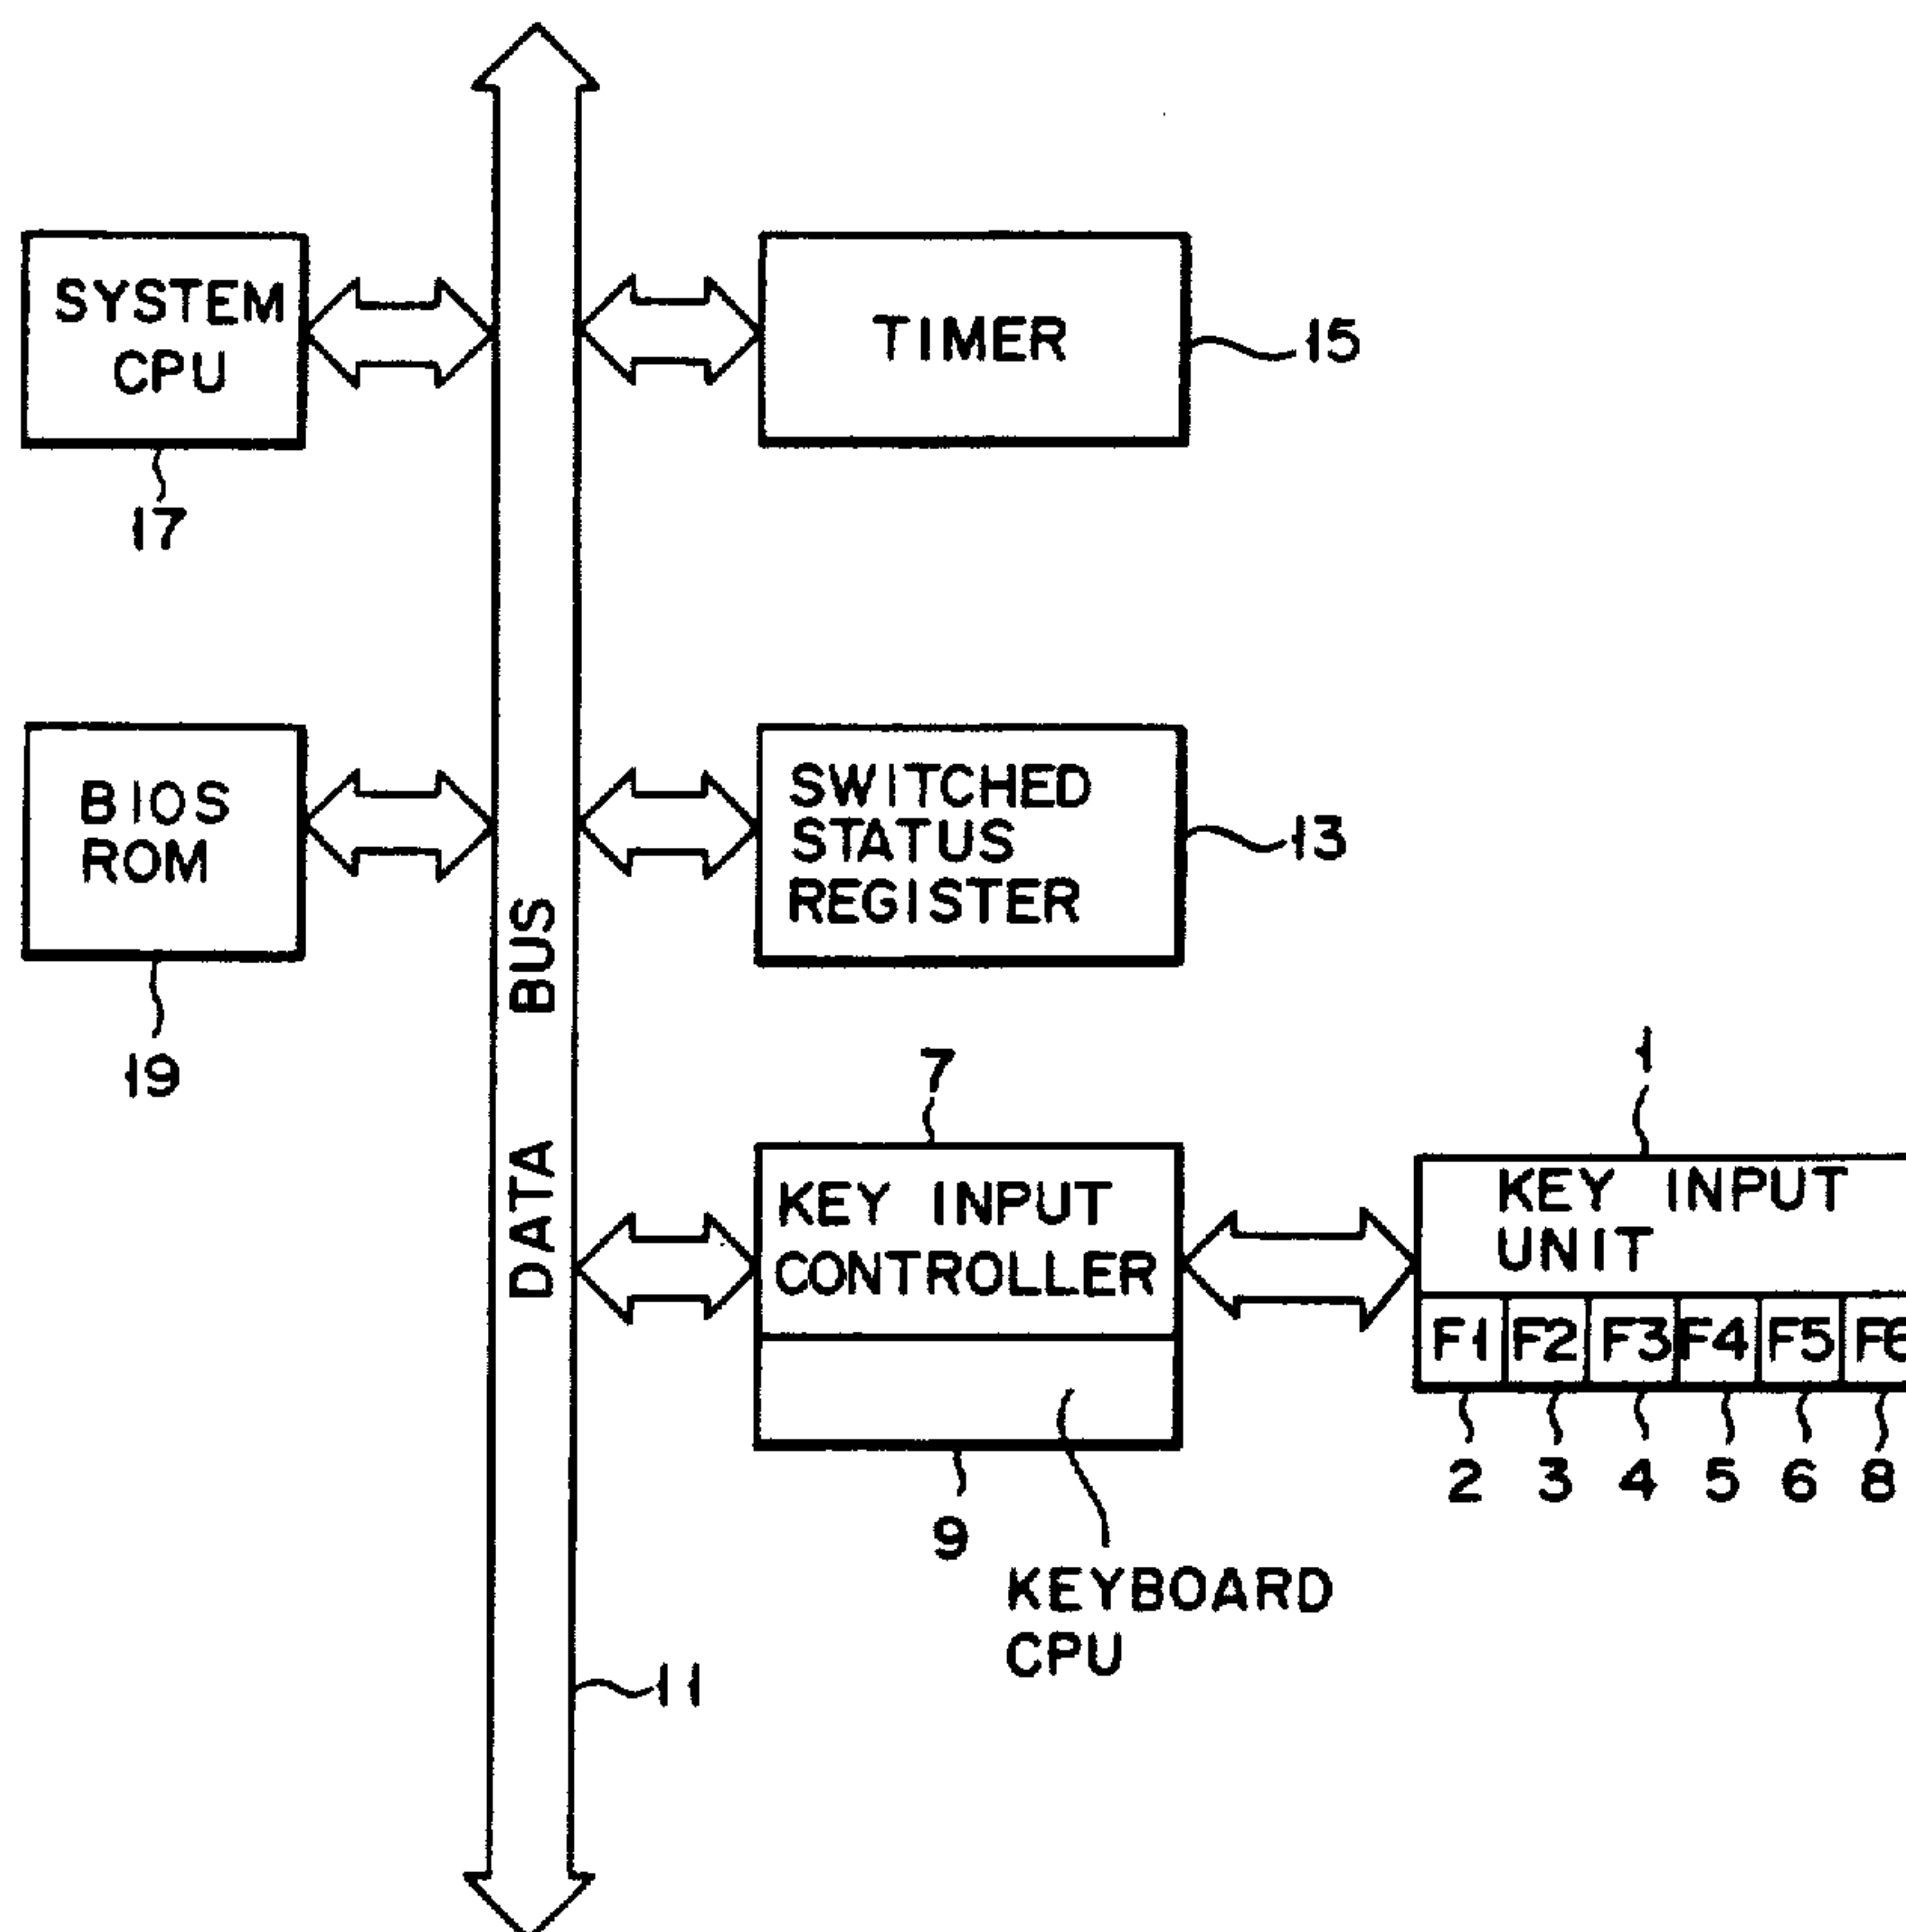 SYSTEM
CPU
17
TIMER
15
BIOS
ROM
19
SWITCHED
STATUS
REGISTER
13
DATA BUS
11
7
KEY INPUT
CONTROLLER
9
KEYBOARD
CPU
1
KEY INPUT
UNIT
F1 F2 F3 F4 F5 F6
2 3 4 5 6 8